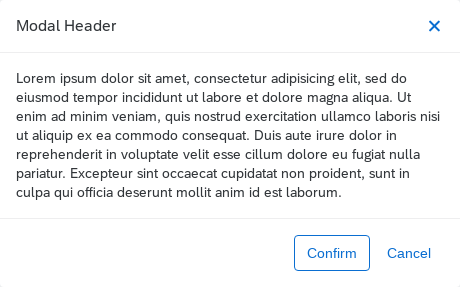 Modal Header
Lorem ipsum dolor sit amet, consectetur adipisicing elit, sed do
eiusmod tempor incididunt ut labore et dolore magna aliqua. Ut
enim ad minim veniam, quis nostrud exercitation ullamco laboris nisi
ut aliquip ex ea commodo consequat. Duis aute irure dolor in
reprehenderit in voluptate velit esse cillum dolore eu fugiat nulla
pariatur. Excepteur sint occaecat cupidatat non proident, sunt in
culpa qui officia deserunt mollit anim id est laborum.
Confirm Cancel